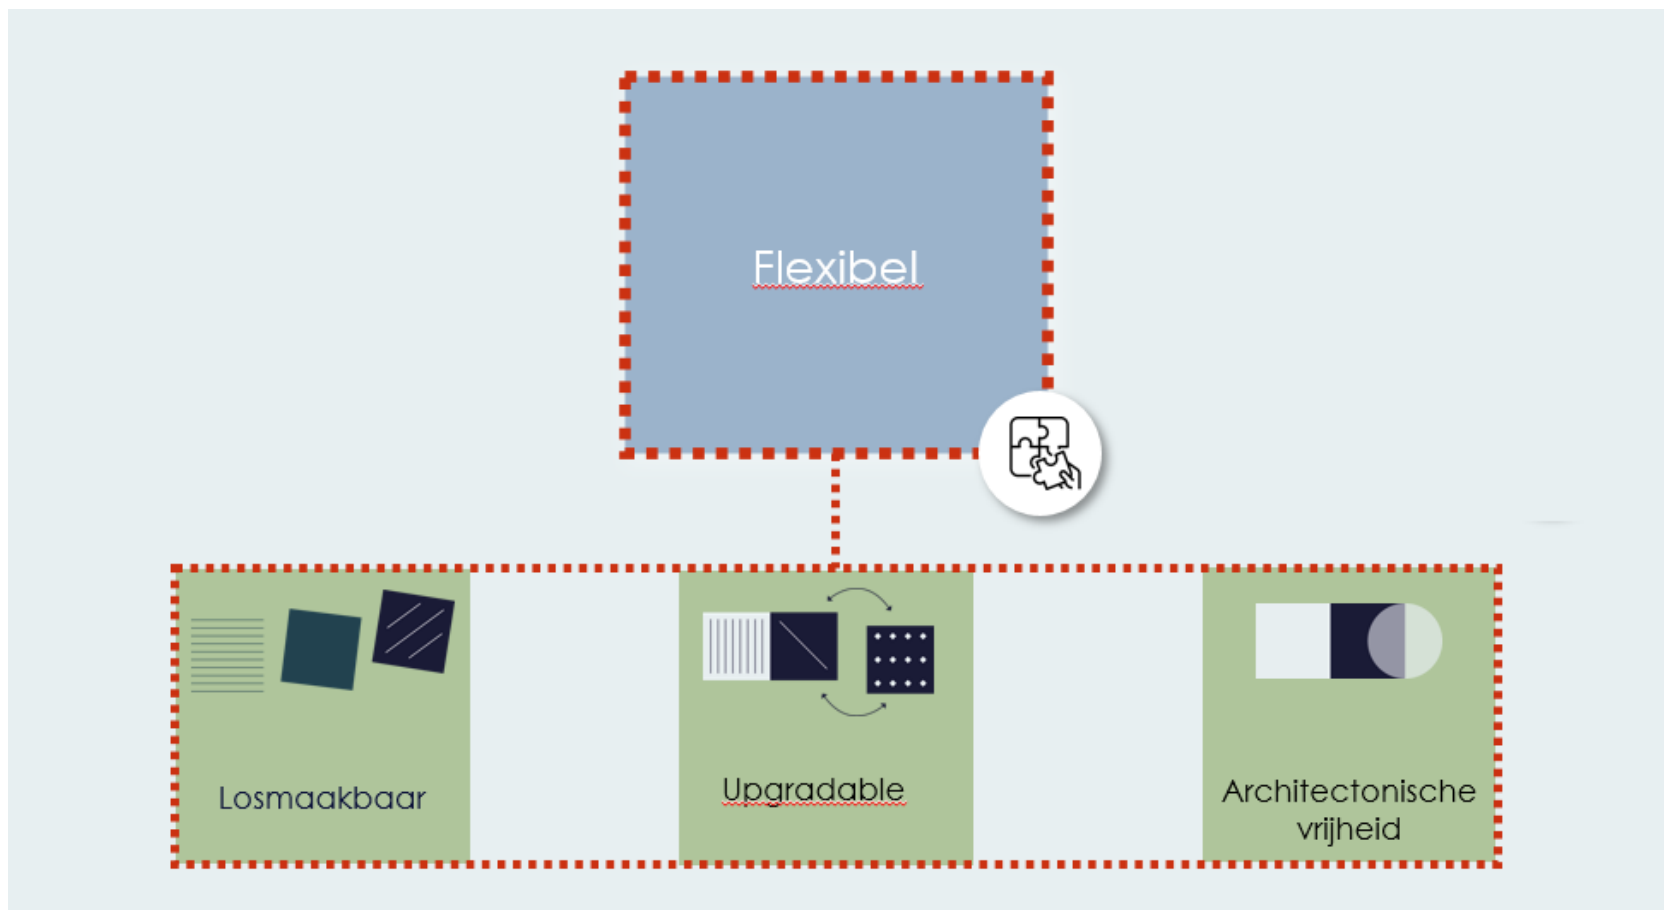 Flexibel
Losmaakbaar
Upgradable
Architectonische
vrijheid